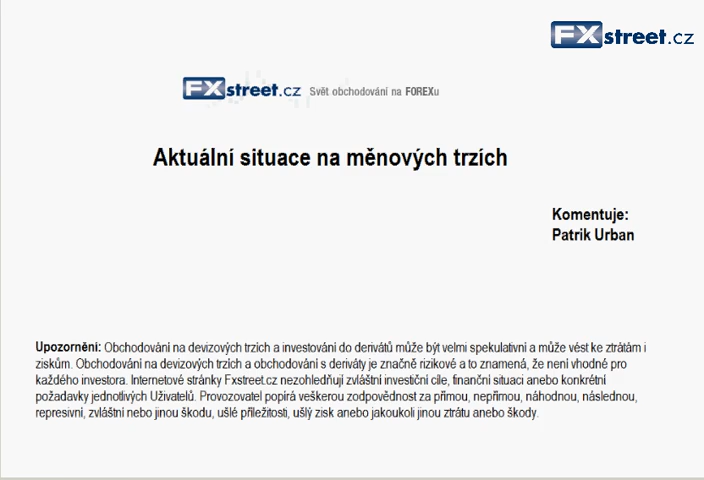 FXstreet.cz
FXstreet.cz Svět obchodování na FOREXu
Aktuální situace na měnových trzích
Komentuje:
Patrik Urban
Upozornění: Obchodování na devizových trzích a investování do derivátů může být velmi spekulativní a může vést ke ztrátám i
ziskům. Obchodování na devizových trzích a obchodování s deriváty je značně rizikové a to znamená, že není vhodné pro
každého investora. Internetové stránky Fxstreet.cz nezohledňují zvláštní investiční cíle, finanční situaci anebo konkrétní
požadavky jednotlivých Uživatelů. Provozovatel popírá veškerou zodpovědnost za přímou, nepřímou, náhodnou, následnou,
represivní, zvláštní nebo jinou škodu, ušlé příležitosti, ušlý zisk anebo jakoukoli jinou ztrátu anebo škody.